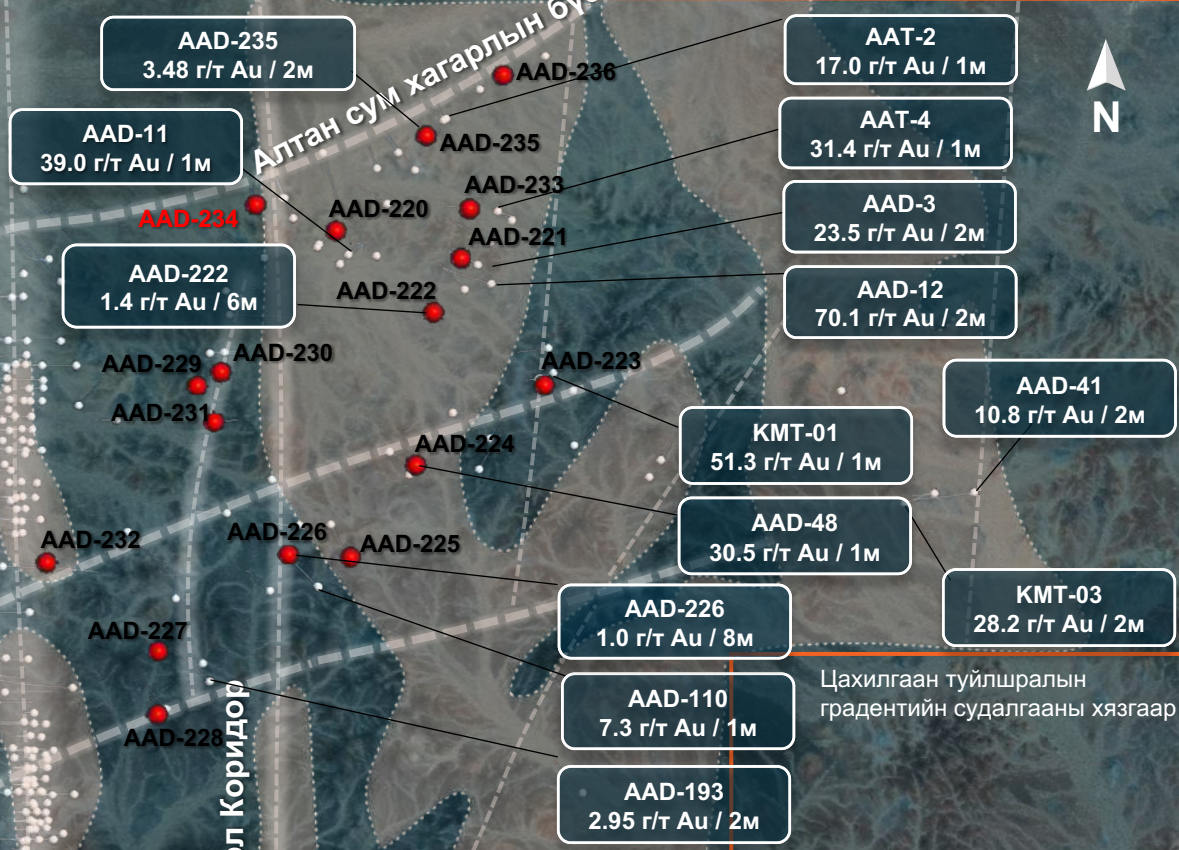 AAD-235
3.48 г/т Au / 2м
AAT-2
17.0 г/т Au / 1м
N
Алтан сум хагарлын
AAD-236
AAD-235
AAD-11
39.0 г/т Au / 1м
AAT-4
31.4 г/т Au / 1м
AAD-234
AAD-220
AAD-233
AAD-3
23.5 г/т Au / 2м
AAD-221
AAD-222
1.4 г/т Au / 6м
AAD-222
AAD-12
70.1 г/т Au / 2м
AAD-229
AAD-230
AAD-231
AAD-223
AAD-41
10.8 г/т Au / 2м
KMT-01
51.3 г/т Au / 1м
AAD-224
AAD-48
30.5 г/т Au / 1м
AAD-232
AAD-226
AAD-225
KMT-03
28.2 г/т Au / 2м
AAD-226
1.0 г/т Au / 8м
AAD-227
AAD-110
7.3 г/т Au / 1м
Цахилгаан туйлшралын
градентийн судалгааны хязгаар
AAD-228
Коридор
AAD-193
2.95 г/т Au / 2м